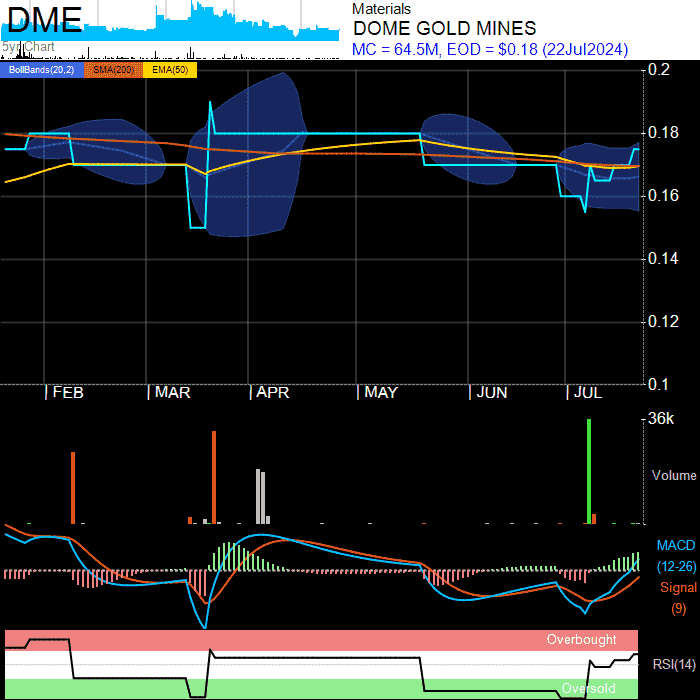 DME
5yr Chart
Materials
DOME GOLD MINES
MC = 64.5M, EOD = $0.18 (22Jul2024)
BollBands(20,2) SMA(200) EMA(50)
0.2
0.18
0.16
0.14
0.12
0.1
FEB MAR APR MAY JUN JUL
36k
Volume
MACD
(12-26)
Signal
(9)
Overbought
RSI(14)
Oversold